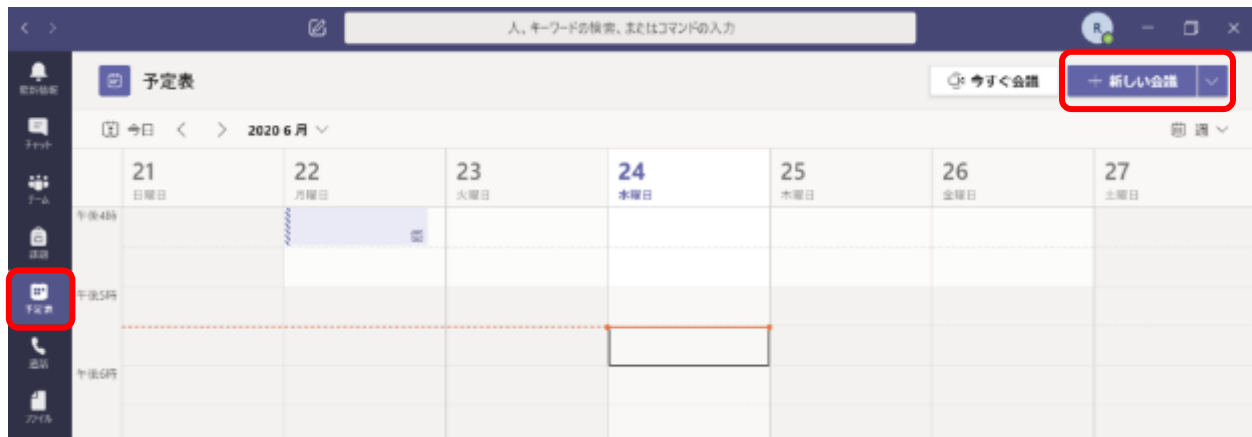 人、キーワードの検索、またはコマンドの入力
R
最新情報
予定表
今すぐ会議
+ 新しい会議
チャット
今日
2020 6 月
週
21
22
23
24
25
26
27
日曜日
月曜日
火曜日
水曜日
木曜日
金曜日
土曜日
チーム
午後4時
課題
予定表
午後5時
通話
午後6時
ファイル